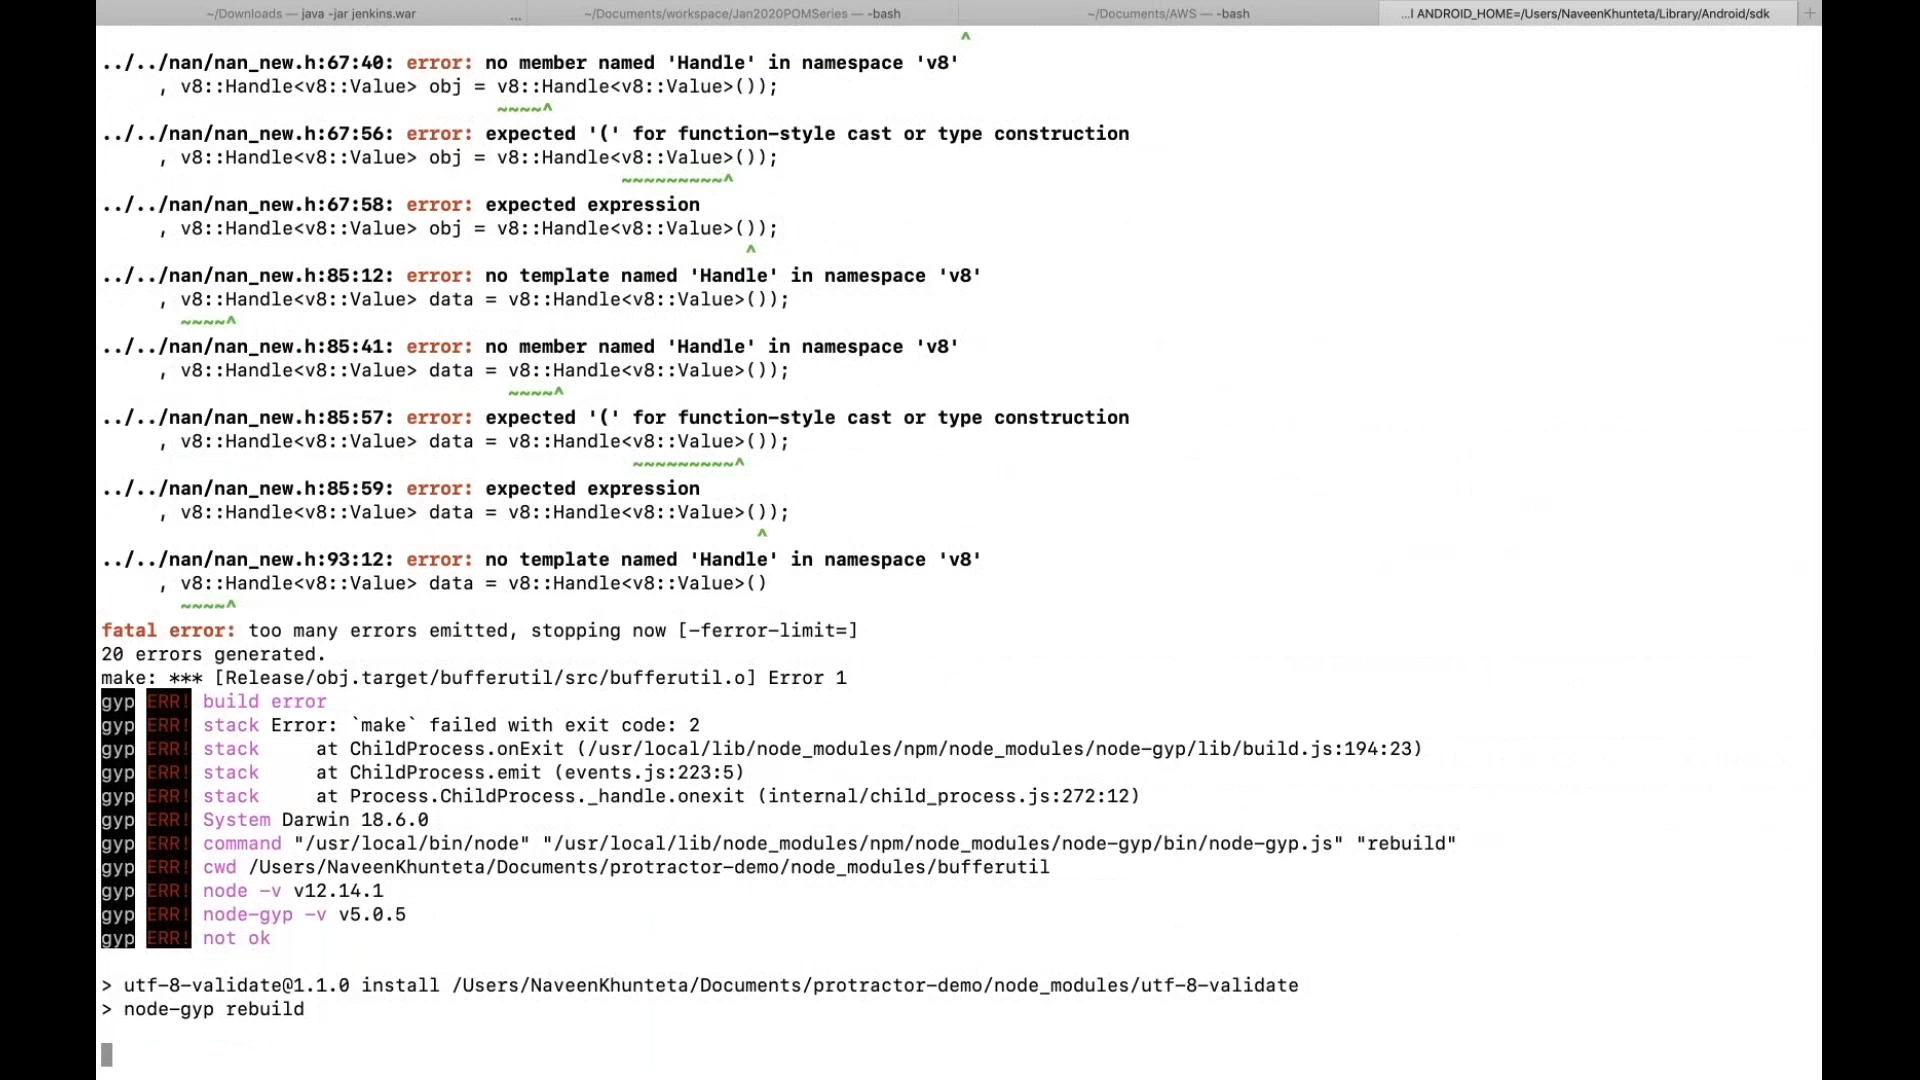 ~/Downloads — java -jar jenkins.war ... ~/Documents/workspace/Jan2020POMSeries — -bash ~/Documents/AWS — -bash ...l ANDROID_HOME=/Users/NaveenKhunteta/Library/Android/sdk +
^
../../nan/nan_new.h:67:40: error: no member named 'Handle' in namespace 'v8'
, v8::Handle<v8::Value> obj = v8::Handle<v8::Value>());
~~~~^
../../nan/nan_new.h:67:56: error: expected '(' for function-style cast or type construction
, v8::Handle<v8::Value> obj = v8::Handle<v8::Value>());
~~~~~~~~~^
../../nan/nan_new.h:67:58: error: expected expression
, v8::Handle<v8::Value> obj = v8::Handle<v8::Value>());
^
../../nan/nan_new.h:85:12: error: no template named 'Handle' in namespace 'v8'
, v8::Handle<v8::Value> data = v8::Handle<v8::Value>());
~~~~^
../../nan/nan_new.h:85:41: error: no member named 'Handle' in namespace 'v8'
, v8::Handle<v8::Value> data = v8::Handle<v8::Value>());
~~~~^
../../nan/nan_new.h:85:57: error: expected '(' for function-style cast or type construction
, v8::Handle<v8::Value> data = v8::Handle<v8::Value>());
~~~~~~~~~^
../../nan/nan_new.h:85:59: error: expected expression
, v8::Handle<v8::Value> data = v8::Handle<v8::Value>());
^
../../nan/nan_new.h:93:12: error: no template named 'Handle' in namespace 'v8'
, v8::Handle<v8::Value> data = v8::Handle<v8::Value>()
~~~~^
fatal error: too many errors emitted, stopping now [-ferror-limit=]
20 errors generated.
make: *** [Release/obj.target/bufferutil/src/bufferutil.o] Error 1
gyp ERR! build error
gyp ERR! stack Error: `make` failed with exit code: 2
gyp ERR! stack at ChildProcess.onExit (/usr/local/lib/node_modules/npm/node_modules/node-gyp/lib/build.js:194:23)
gyp ERR! stack at ChildProcess.emit (events.js:223:5)
gyp ERR! stack at Process.ChildProcess._handle.onexit (internal/child_process.js:272:12)
gyp ERR! System Darwin 18.6.0
gyp ERR! command "/usr/local/bin/node" "/usr/local/lib/node_modules/npm/node_modules/node-gyp/bin/node-gyp.js" "rebuild"
gyp ERR! cwd /Users/NaveenKhunteta/Documents/protractor-demo/node_modules/bufferutil
gyp ERR! node -v v12.14.1
gyp ERR! node-gyp -v v5.0.5
gyp ERR! not ok
> utf-8-validate@1.1.0 install /Users/NaveenKhunteta/Documents/protractor-demo/node_modules/utf-8-validate
> node-gyp rebuild